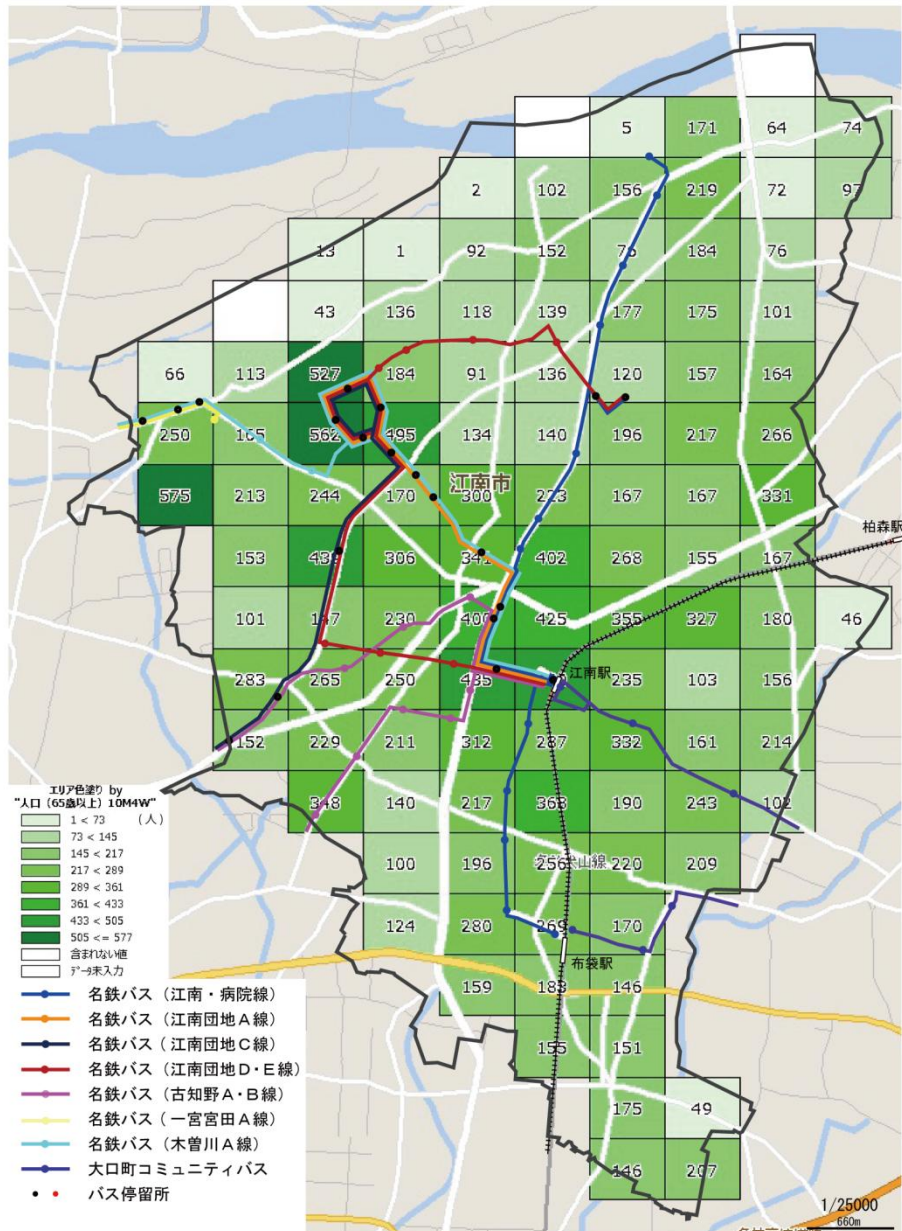 5 171 64 74
2 102 156 219 72 97
13 1 92 152 76 184 76
43 136 118 139 177 175 101
66 113 527 184 91 136 120 157 164
250 165 562 495 134 140 196 217 266
江南市
575 213 244 170 300 223 167 167 331
柏森駅
153 306 341 402 268 155 167
101 147 230 400 425 355 327 180 46
江南駅
283 265 250 435 235 103 156
152 229 211 312 287 332 161 214
348 140 217 368 190 243 102
100 196 256 220 209
124 280 269 170
布袋駅
159 183 146
155 151
175 49
146 207
エリア色塗り by
"人口（65歳以上）10M4W"
（人）
1 < 73
73 < 145
145 < 217
217 < 289
289 < 361
361 < 433
433 < 505
505 <= 577
含まれない値
データ未入力
名鉄バス（江南・病院線）
名鉄バス（江南団地Ａ線）
名鉄バス（江南団地Ｃ線）
名鉄バス（江南団地Ｄ・Ｅ線）
名鉄バス（古知野Ａ・Ｂ線）
名鉄バス（一宮宮田Ａ線）
名鉄バス（木曽川Ａ線）
大口町コミュニティバス
バス停留所
1/25000
660m